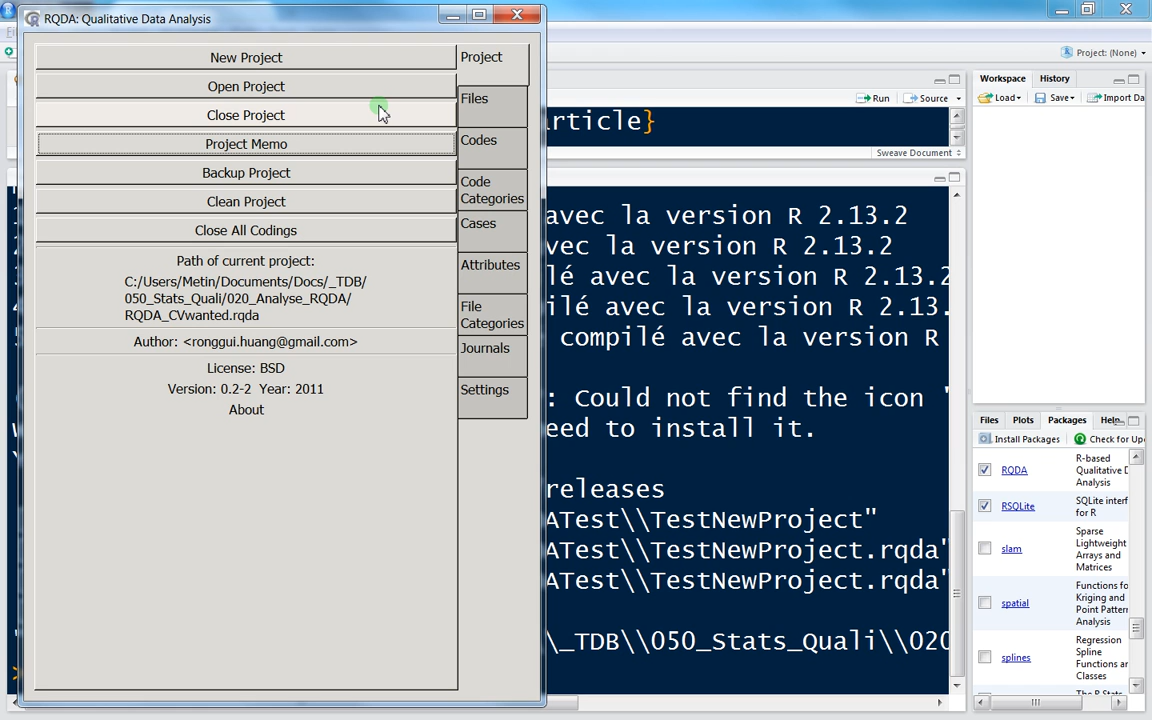 RQDA: Qualitative Data Analysis
New Project
Open Project
Close Project
Project Memo
Backup Project
Clean Project
Close All Codings
Path of current project:
C:/Users/Metin/Documents/Docs/_TDB/
050_Stats_Quali/020_Analyse_RQDA/
RQDA_CVwanted.rqda
Author: <ronggui.huang@gmail.com>
License: BSD
Version: 0.2-2 Year: 2011
About
Project
Files
Codes
Code
Categories
Cases
Attributes
File
Categories
Journals
Settings
Project: (None)
Run
Source
rticle}
Sweave Document
avec la version R 2.13.2
vec la version R 2.13.2
lé avec la version R 2.13.2
ilé avec la version R 2.13.
compilé avec la version R
: Could not find the icon '
eed to install it.
releases
ATest\\TestNewProject"
ATest\\TestNewProject.rqda"
ATest\\TestNewProject.rqda"
\_TDB\\050_Stats_Quali\\020
Workspace
History
Load
Save
Import Da
Files
Plots
Packages
Help
Install Packages
Check for Up
RQDA
R-based
Qualitative D
Analysis
RSQLite
SQLite interf
for R
slam
Sparse
Lightweight
Arrays and
Matrices
spatial
Functions fo
Kriging and
Point Pattern
Analysis
splines
Regression
Spline
Functions an
Classes